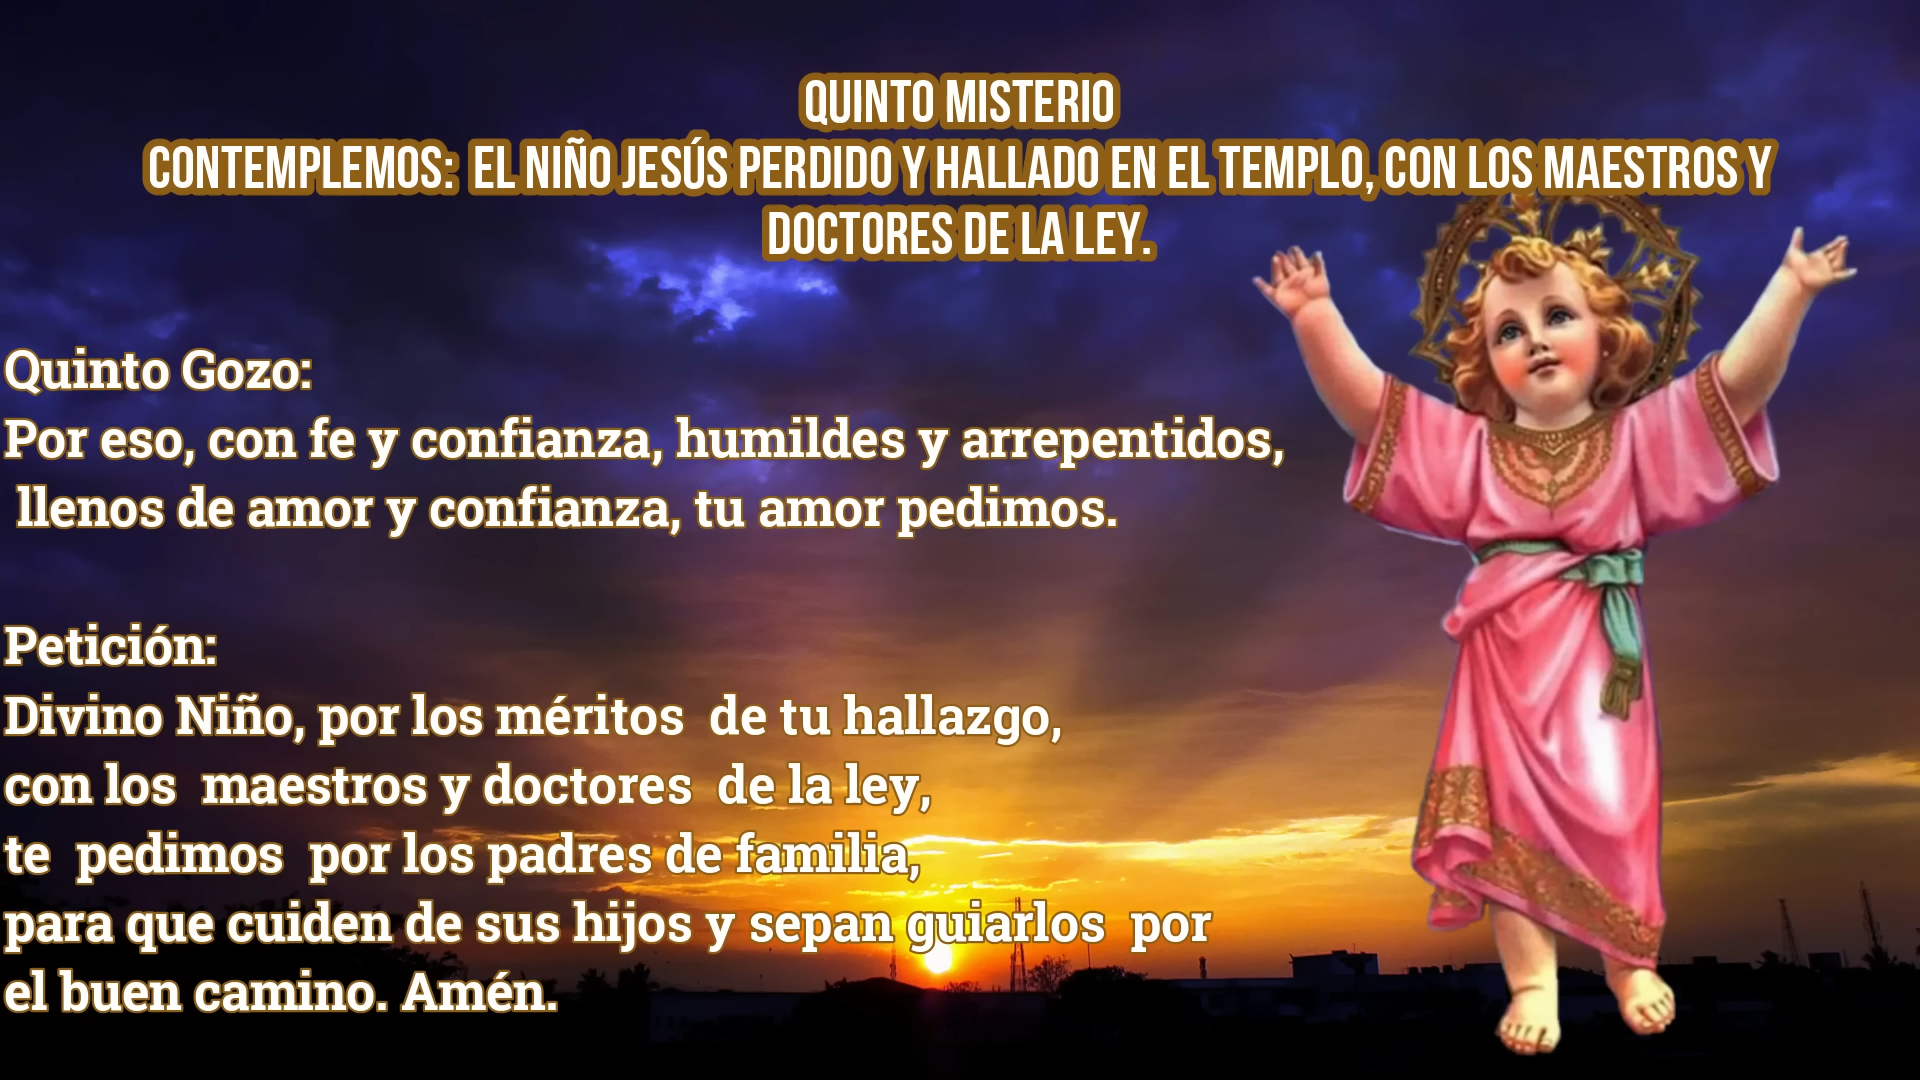 QUINTO MISTERIO
CONTEMPLEMOS: EL NIÑO JESÚS PERDIDO Y HALLADO EN EL TEMPLO, CON LOS MAESTROS Y
DOCTORES DE LA LEY.
Quinto Gozo:
Por eso, con fe y confianza, humildes y arrepentidos,
llenos de amor y confianza, tu amor pedimos.
Petición:
Divino Niño, por los méritos de tu hallazgo,
con los maestros y doctores de la ley,
te pedimos por los padres de familia,
para que cuiden de sus hijos y sepan guiarlos por
el buen camino. Amén.